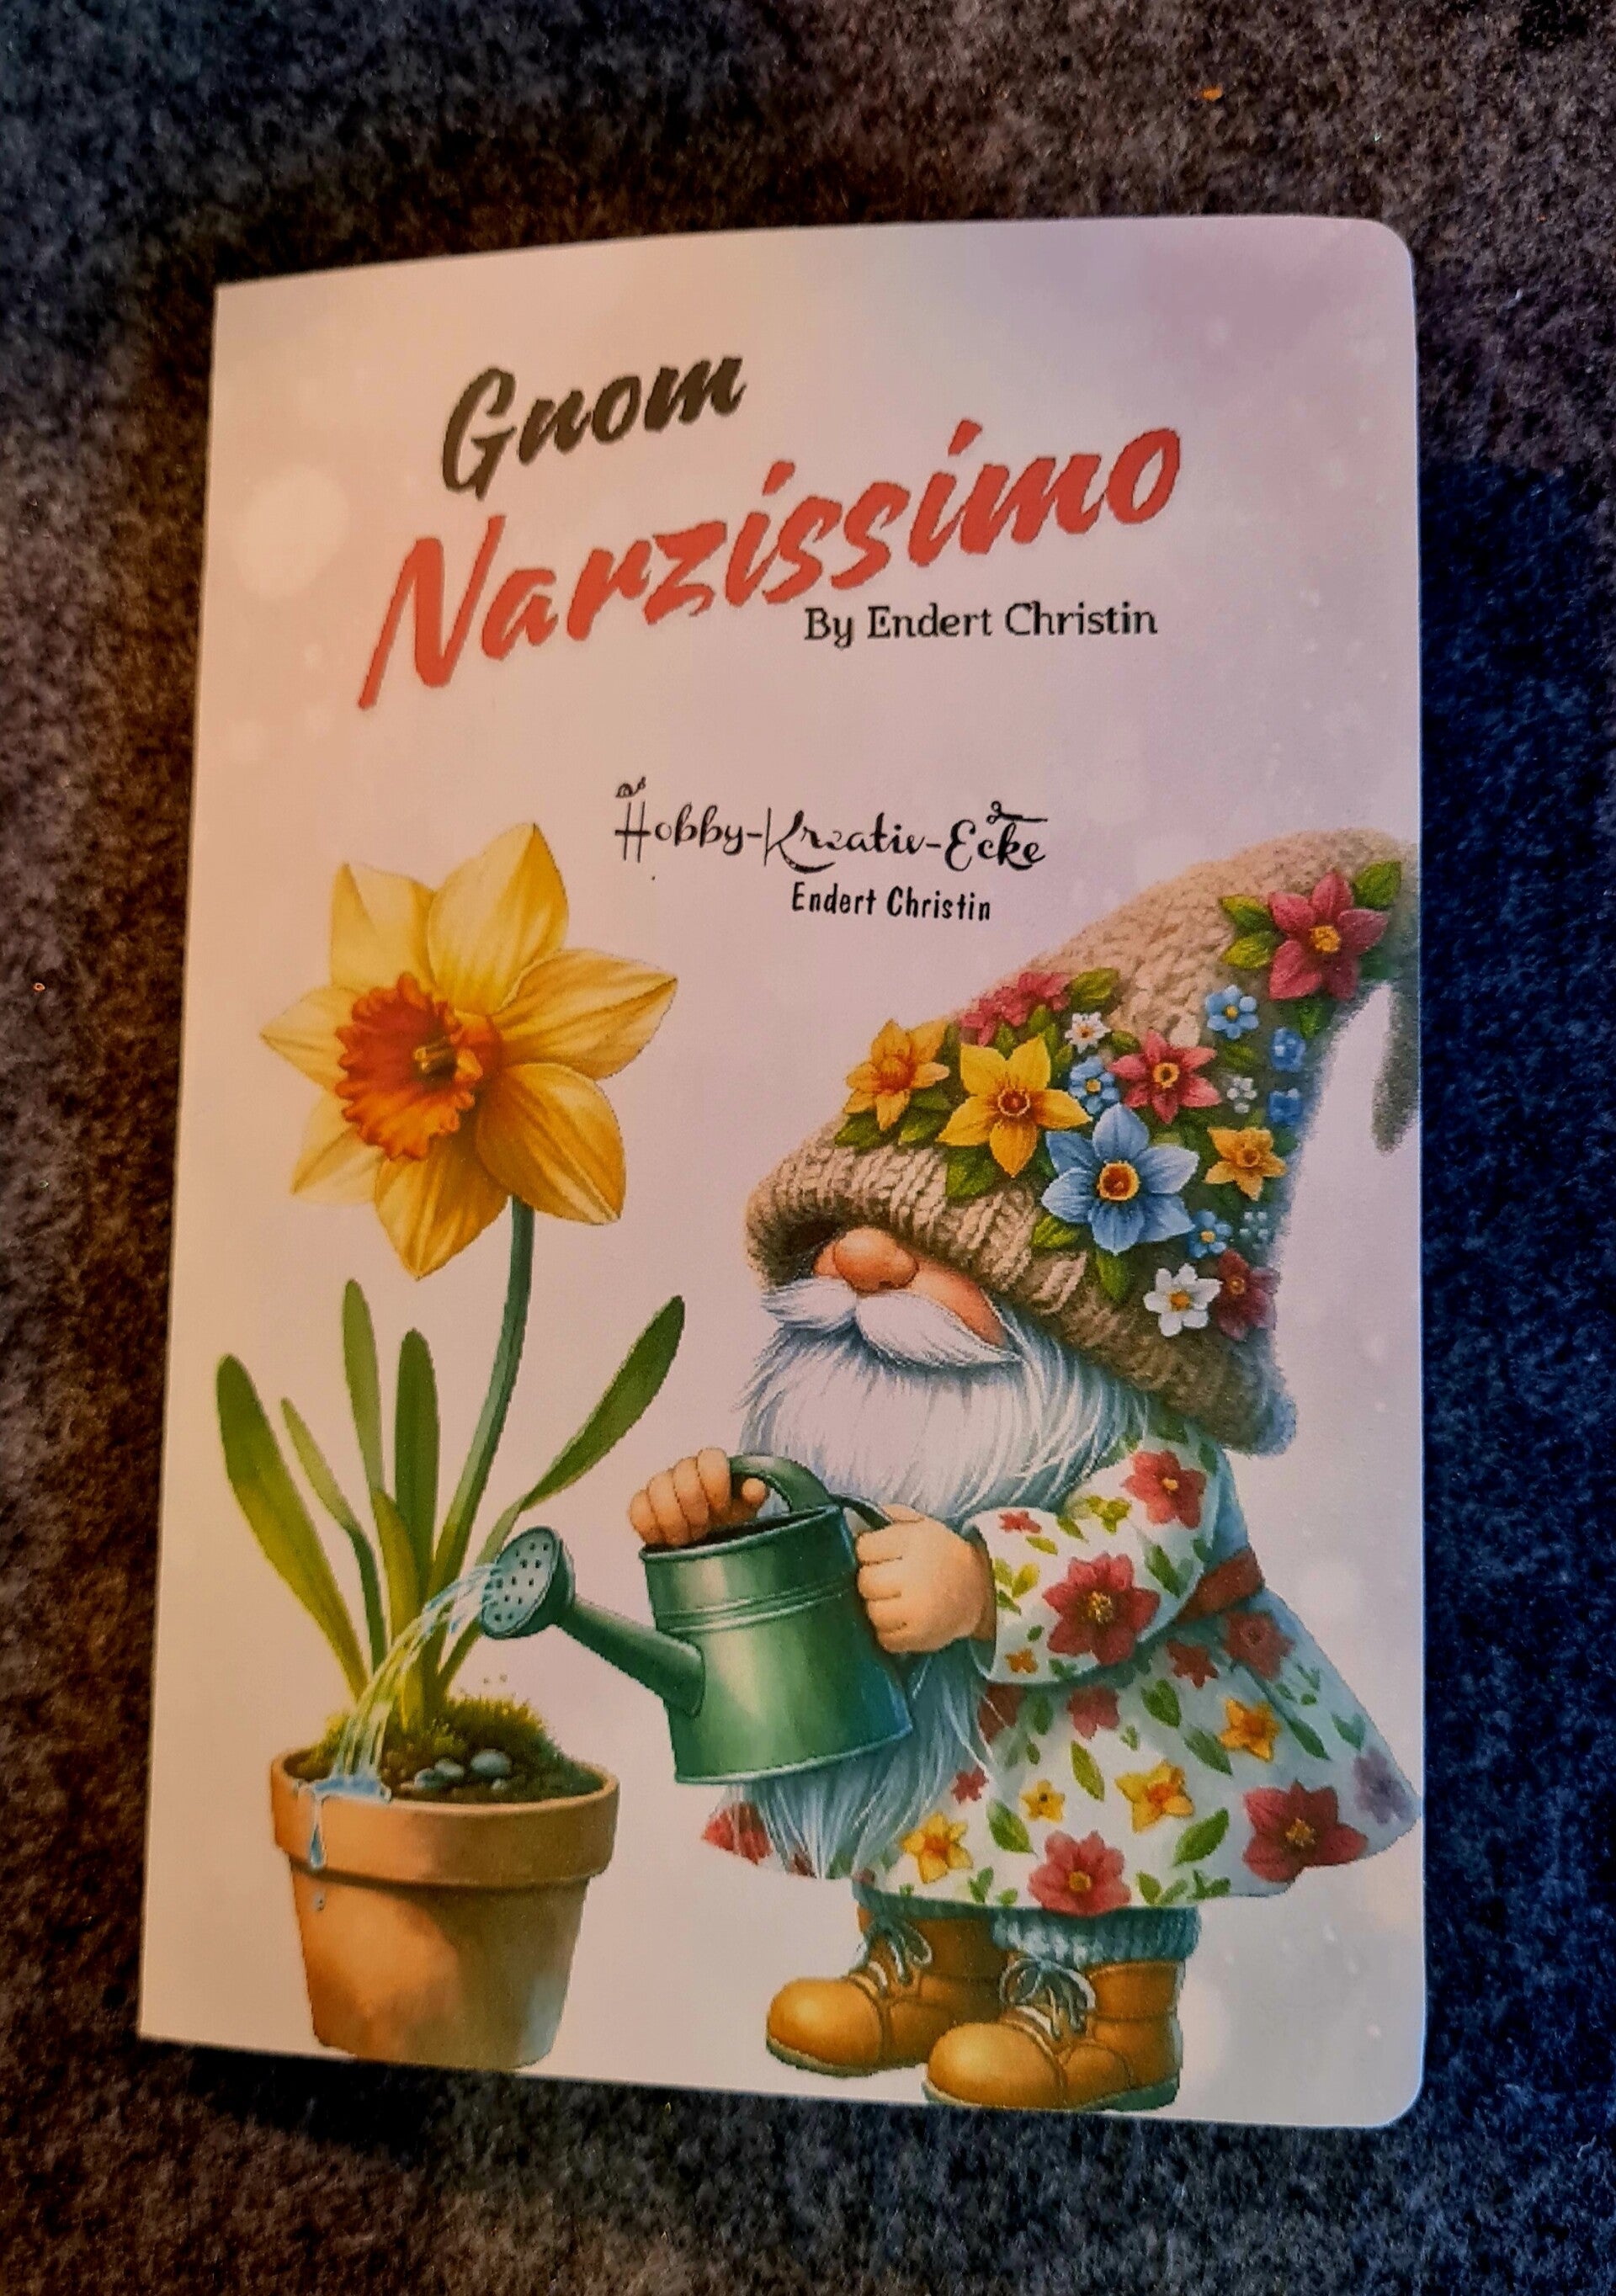 Gnom
Narzissimo
By Endert Christin
Hobby-Kreativ-Ecke
Endert Christin